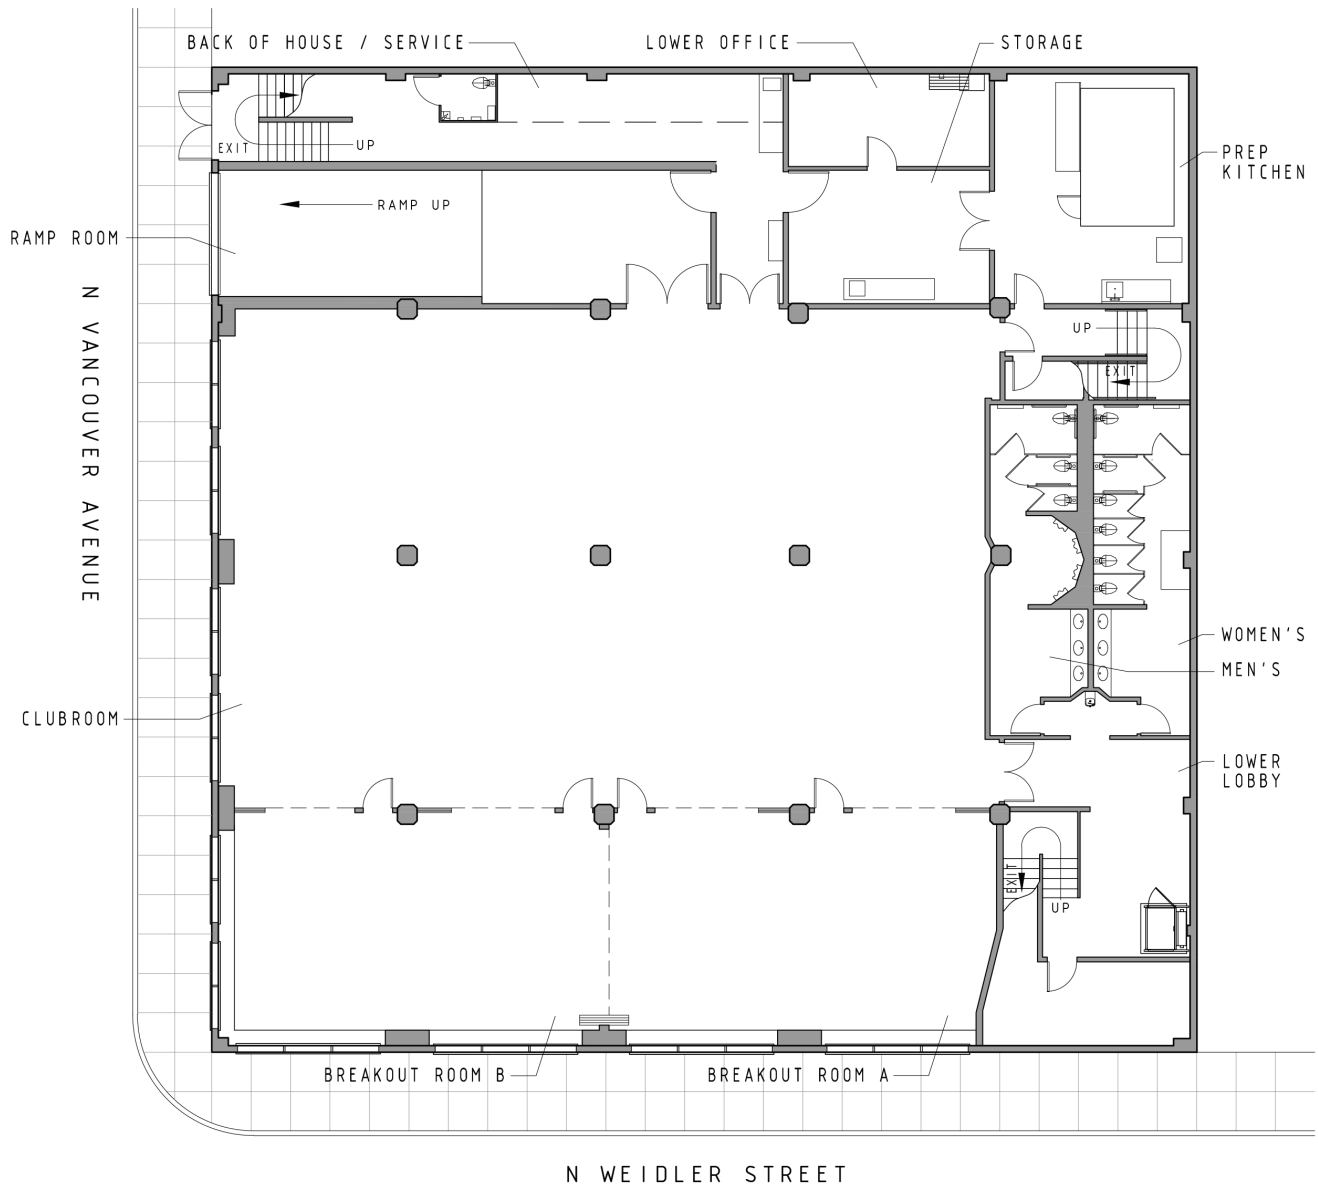 BACK OF HOUSE / SERVICE
LOWER OFFICE
STORAGE
EXIT
UP
PREP
KITCHEN
RAMP UP
RAMP ROOM
N VANCOUVER AVENUE
UP
EXIT
WOMEN'S
MEN'S
CLUBROOM
LOWER
LOBBY
EXIT
UP
BREAKOUT ROOM B
BREAKOUT ROOM A
N WEIDLER STREET